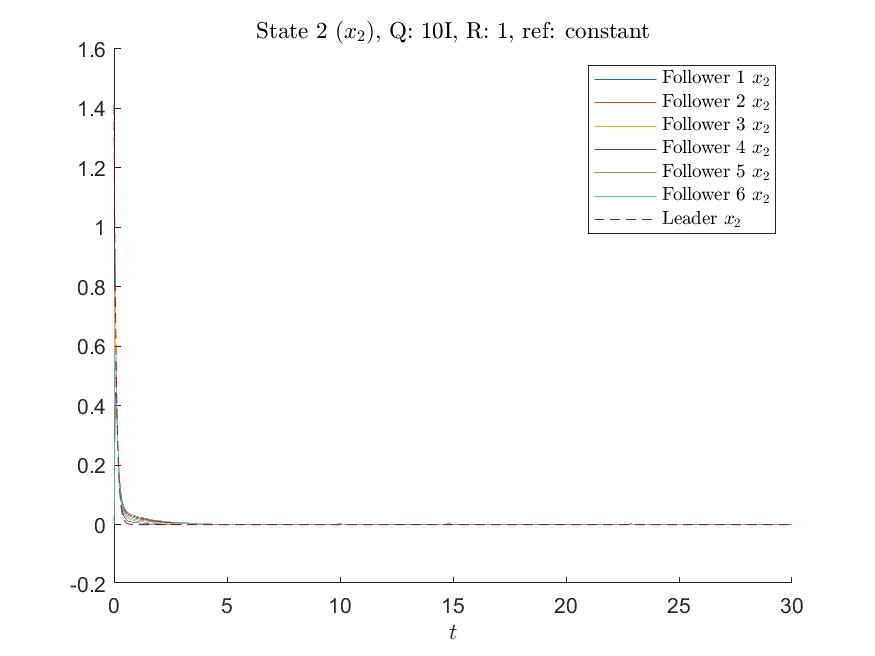 State 2 (x₂), Q: 10I, R: 1, ref: constant
1.6
1.4
1.2
1
0.8
0.6
0.4
0.2
0
-0.2
Follower 1 x₂
Follower 2 x₂
Follower 3 x₂
Follower 4 x₂
Follower 5 x₂
Follower 6 x₂
Leader x₂
0 5 10 15 20 25 30
t